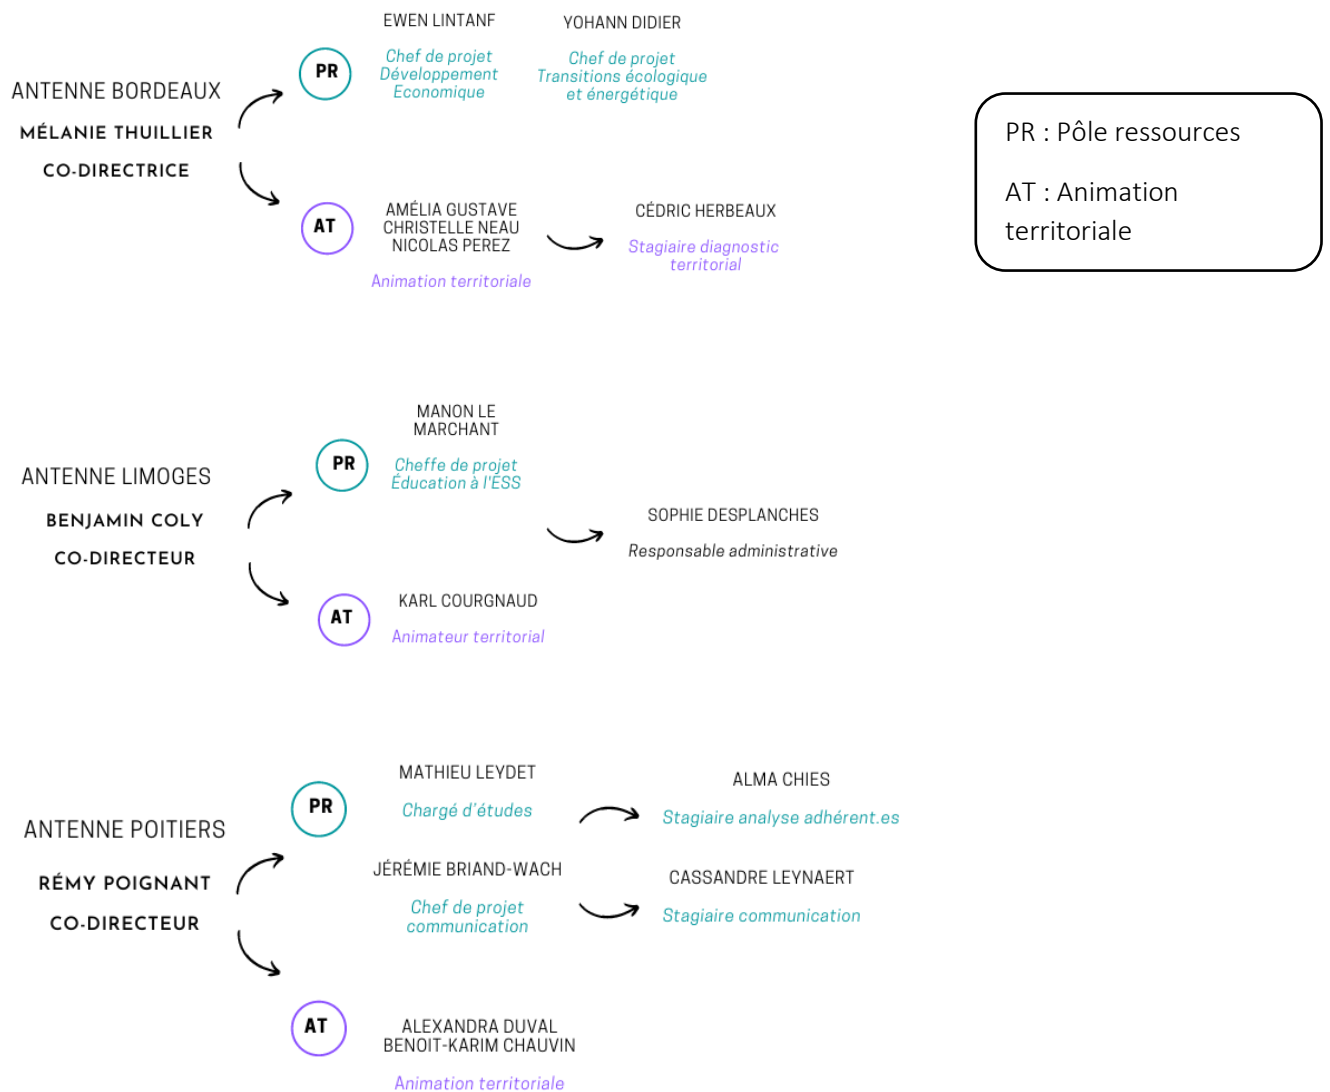 ANTENNE BORDEAUX
MÉLANIE THUILLIER
CO-DIRECTRICE
PR
EWEN LINTANF
Chef de projet
Développement
Economique
YOHANN DIDIER
Chef de projet
Transitions écologique
et énergétique
AT
AMÉLIA GUSTAVE
CHRISTELLE NEAU
NICOLAS PEREZ
Animation territoriale
CÉDRIC HERBEAUX
Stagiaire diagnostic
territorial
PR : Pôle ressources
AT : Animation
territoriale
ANTENNE LIMOGES
BENJAMIN COLY
CO-DIRECTEUR
PR
MANON LE
MARCHANT
Cheffe de projet
Éducation à l'ESS
SOPHIE DESPLANCHES
Responsable administrative
AT
KARL COURGNAUD
Animateur territorial
ANTENNE POITIERS
RÉMY POIGNANT
CO-DIRECTEUR
PR
MATHIEU LEYDET
Chargé d'études
ALMA CHIES
Stagiaire analyse adhérent.es
JÉRÉMIE BRIAND-WACH
Chef de projet
communication
CASSANDRE LEYNAERT
Stagiaire communication
AT
ALEXANDRA DUVAL
BENOIT-KARIM CHAUVIN
Animation territoriale